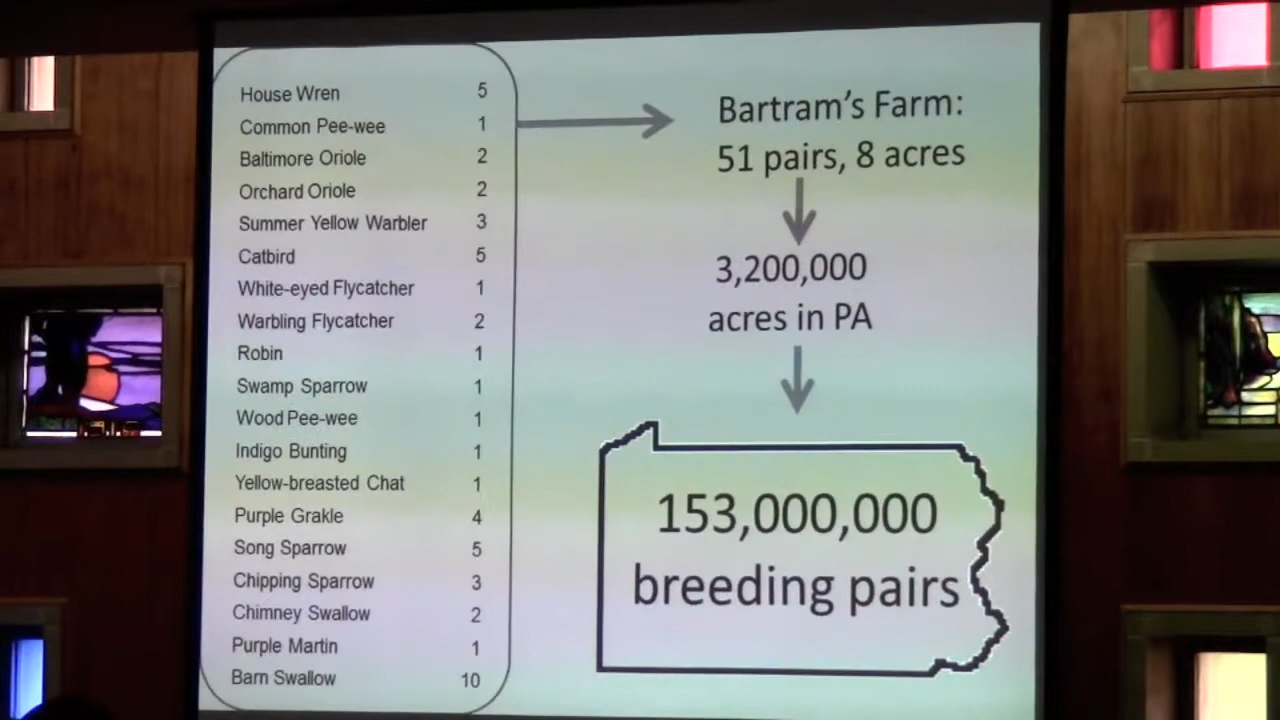 House Wren 5
Common Pee-wee 1
Baltimore Oriole 2
Orchard Oriole 2
Summer Yellow Warbler 3
Catbird 5
White-eyed Flycatcher 1
Warbling Flycatcher 2
Robin 1
Swamp Sparrow 1
Wood Pee-wee 1
Indigo Bunting 1
Yellow-breasted Chat 1
Purple Grakle 4
Song Sparrow 5
Chipping Sparrow 3
Chimney Swallow 2
Purple Martin 1
Barn Swallow 10
Bartram's Farm:
51 pairs, 8 acres
3,200,000
acres in PA
153,000,000
breeding pairs